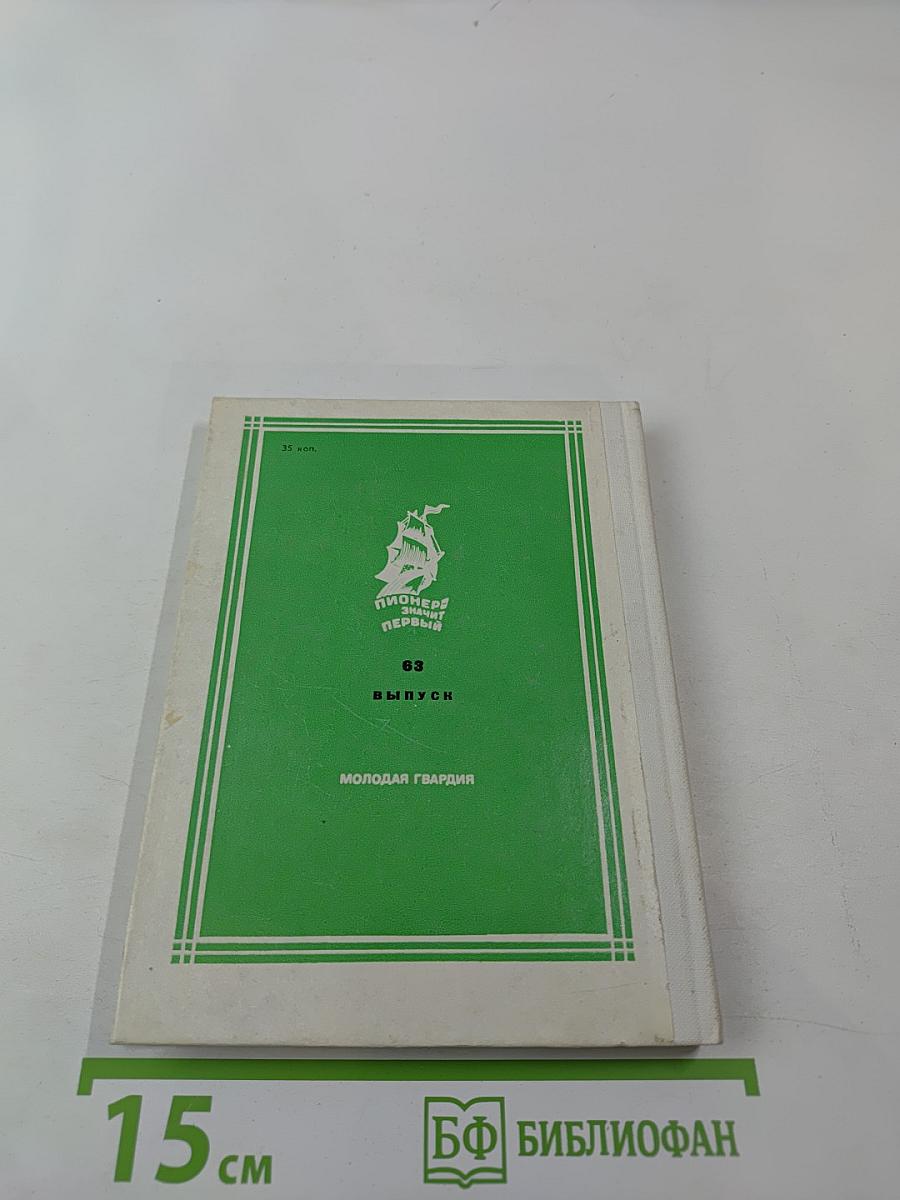 35 коп.
ПИОНЕР
ЗНАЧИТ
ПЕРВЫЙ
63
ВЫПУСК
МОЛОДАЯ ГВАРДИЯ
15 см
БФ БИБЛИОФАН